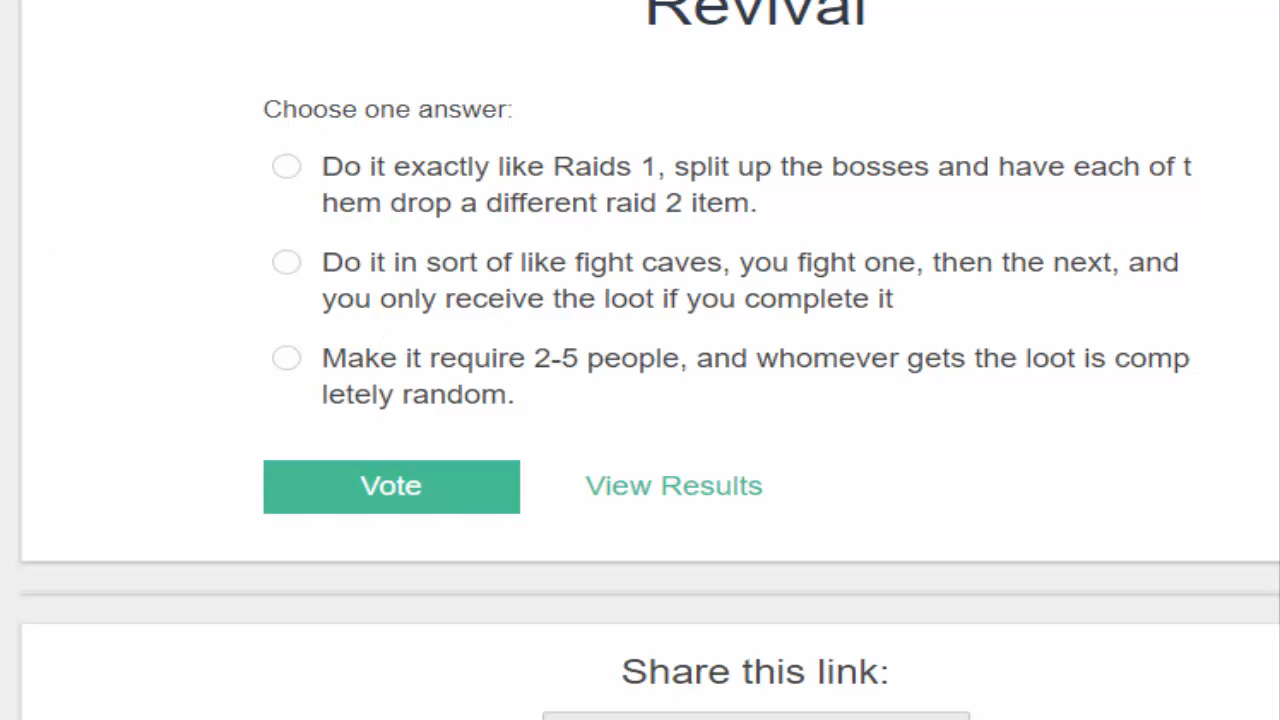 Revival
Choose one answer:
Do it exactly like Raids 1, split up the bosses and have each of t
hem drop a different raid 2 item.
Do it in sort of like fight caves, you fight one, then the next, and
you only receive the loot if you complete it
Make it require 2-5 people, and whomever gets the loot is comp
letely random.
Vote
View Results
Share this link: